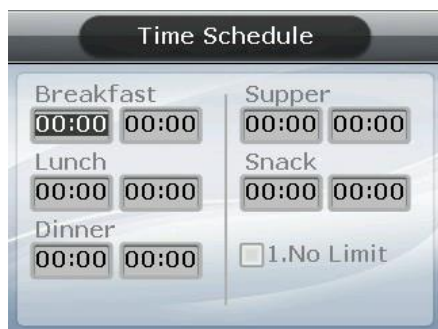 Time Schedule
Breakfast
00:00 00:00
Lunch
00:00 00:00
Dinner
00:00 00:00
Supper
00:00 00:00
Snack
00:00 00:00
1.No Limit